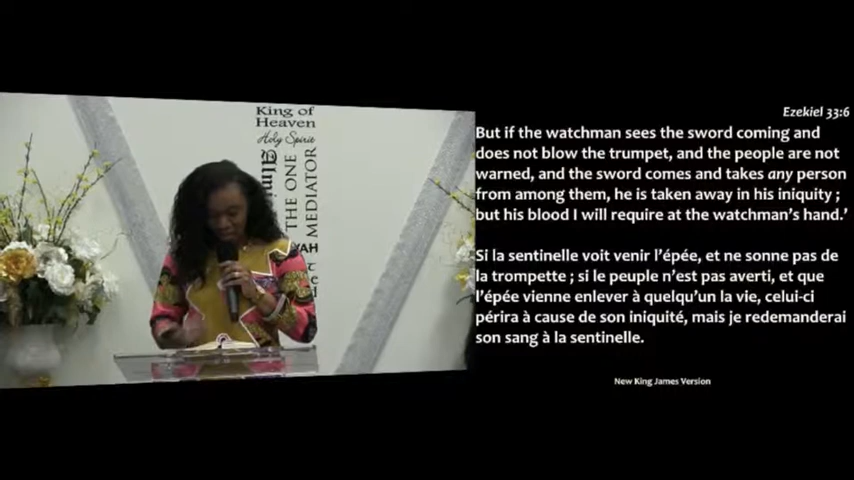 King of
Heaven
Holy Spirit
THE ONE
MEDIATOR
Ezekiel 33:6
But if the watchman sees the sword coming and
does not blow the trumpet, and the people are not
warned, and the sword comes and takes any person
from among them, he is taken away in his iniquity ;
but his blood I will require at the watchman's hand.'
Si la sentinelle voit venir l'épée, et ne sonne pas de
la trompette ; si le peuple n'est pas averti, et que
l'épée vienne enlever à quelqu'un la vie, celui-ci
périra à cause de son iniquité, mais je redemanderai
son sang à la sentinelle.
New King James Version